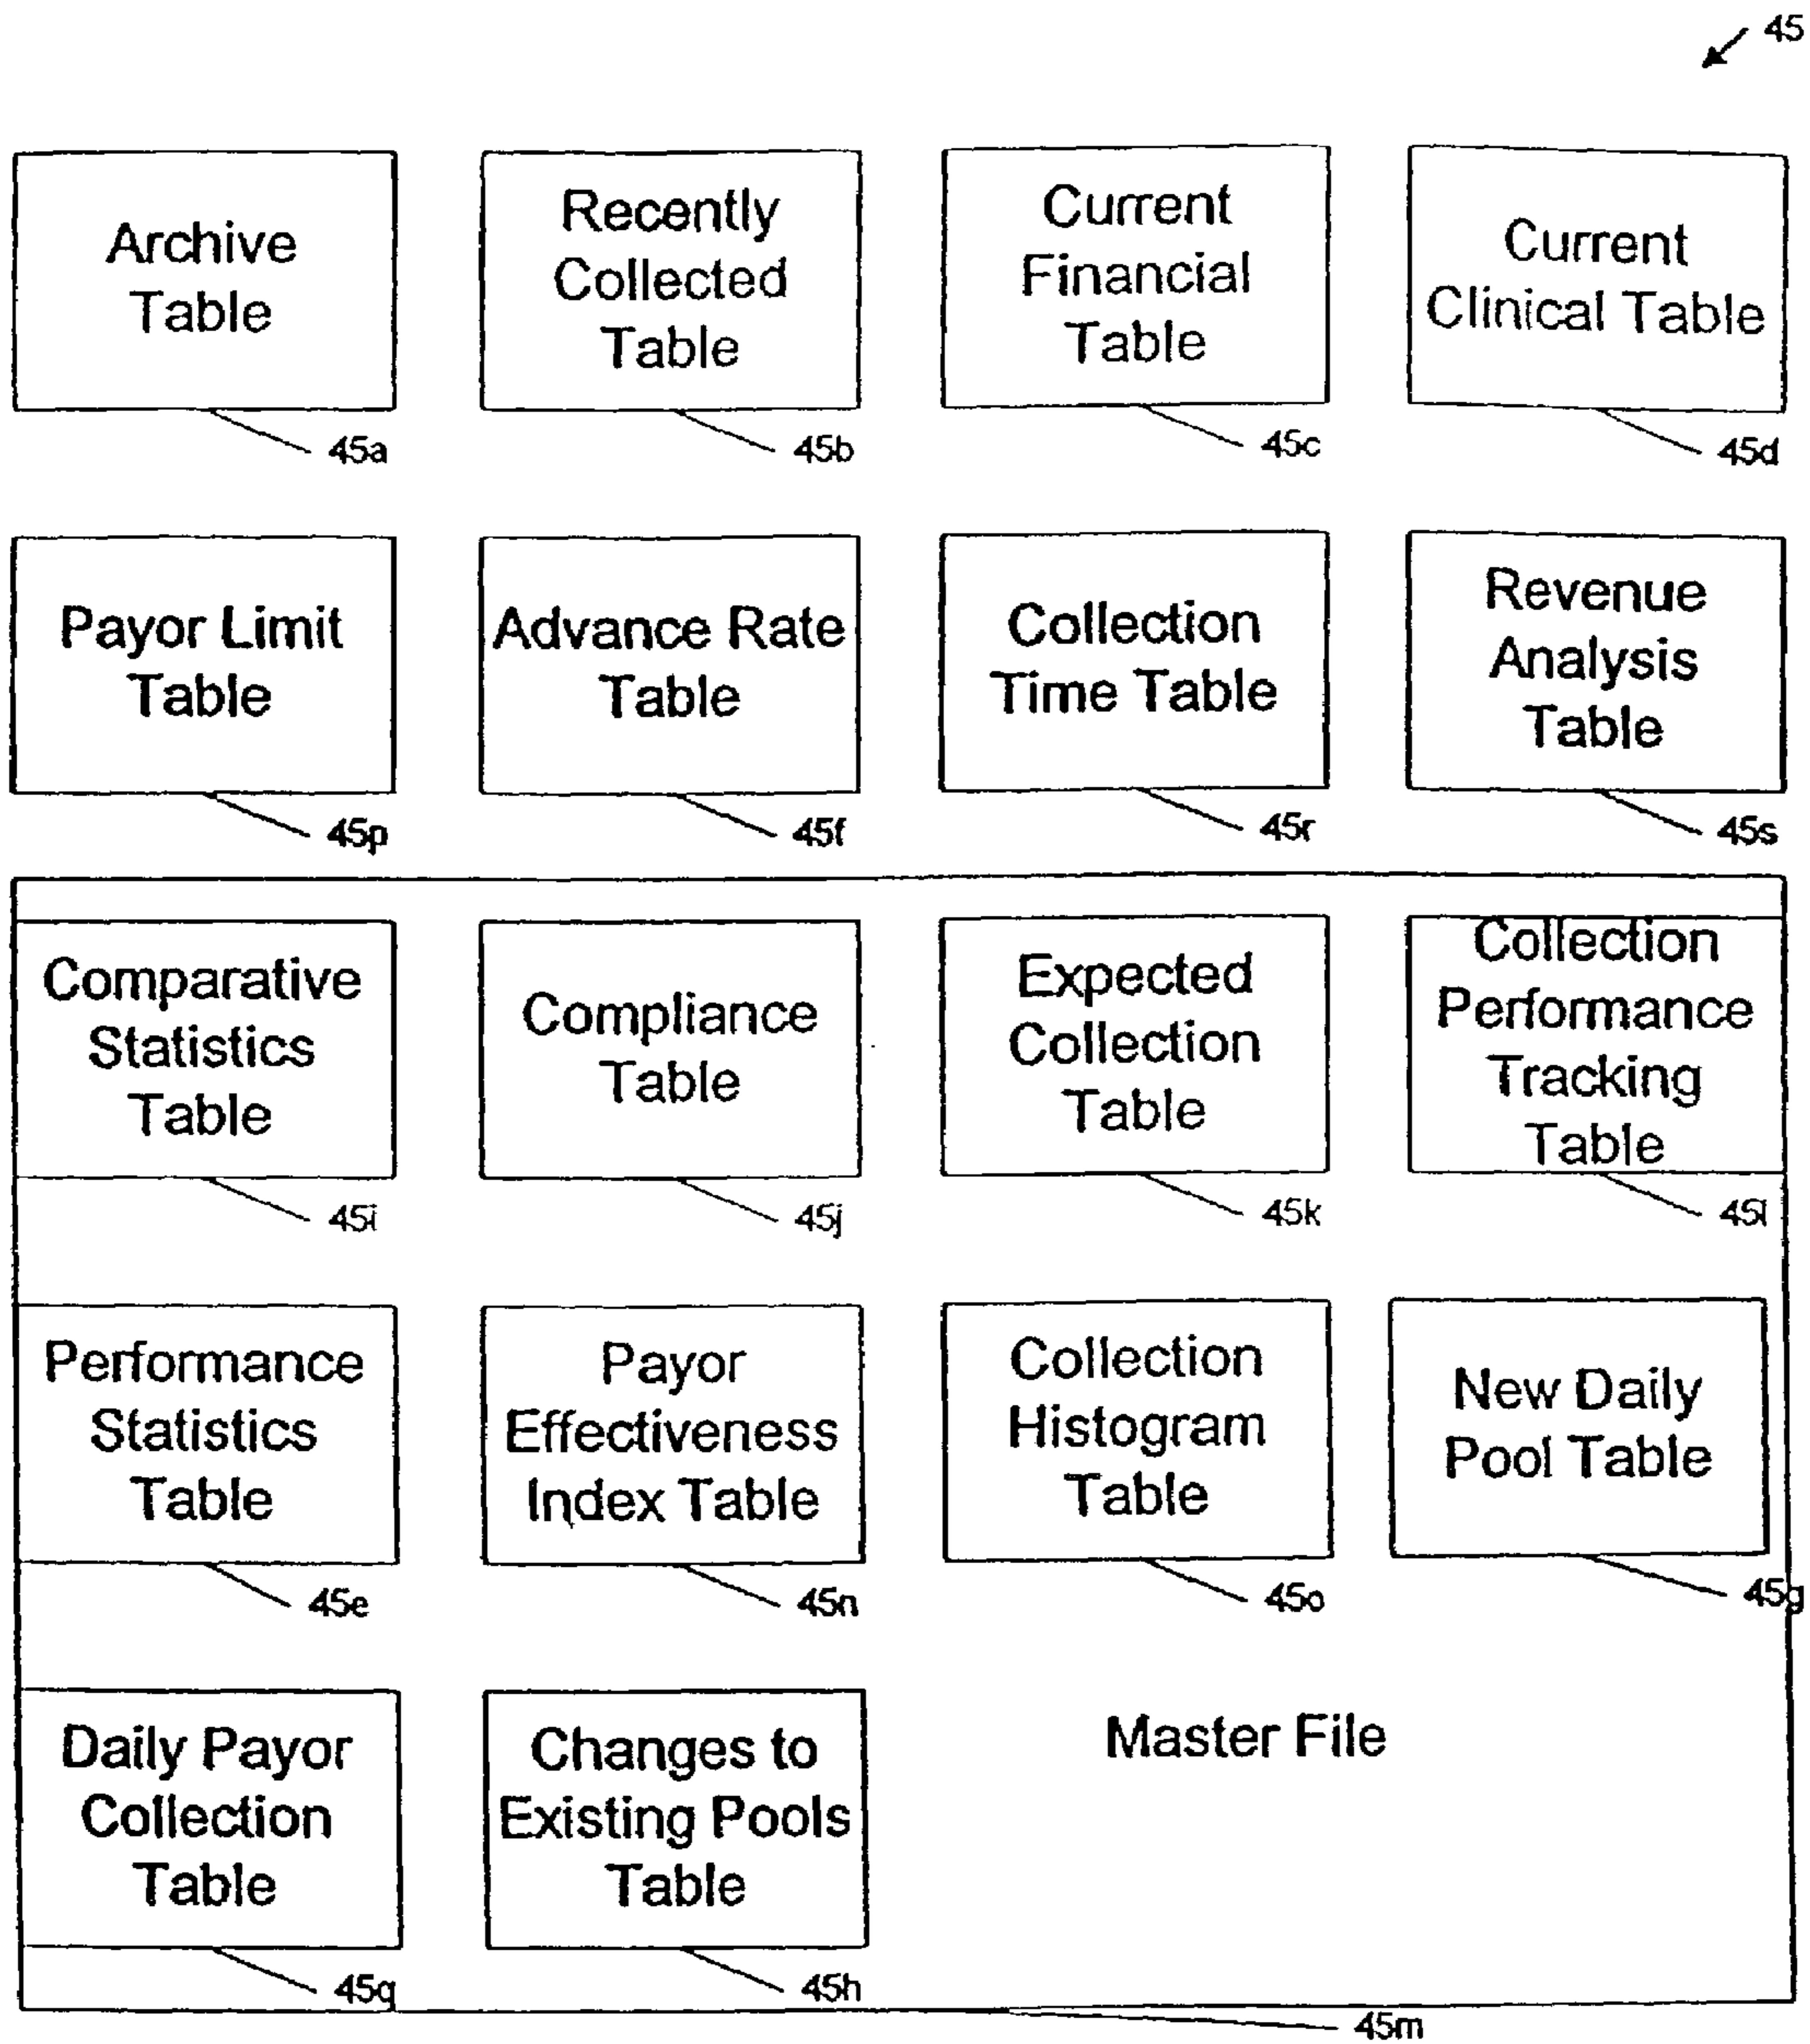 45
Archive
Table
45a
Recently
Collected
Table
45b
Current
Financial
Table
45c
Current
Clinical Table
45d
Payor Limit
Table
45p
Advance Rate
Table
45f
Collection
Time Table
45r
Revenue
Analysis
Table
45s
Comparative
Statistics
Table
45i
Compliance
Table
45j
Expected
Collection
Table
45k
Collection
Performance
Tracking
Table
45l
Performance
Statistics
Table
45e
Payor
Effectiveness
Index Table
45n
Collection
Histogram
Table
45o
New Daily
Pool Table
45g
Daily Payor
Collection
Table
45q
Changes to
Existing Pools
Table
45h
Master File
45m